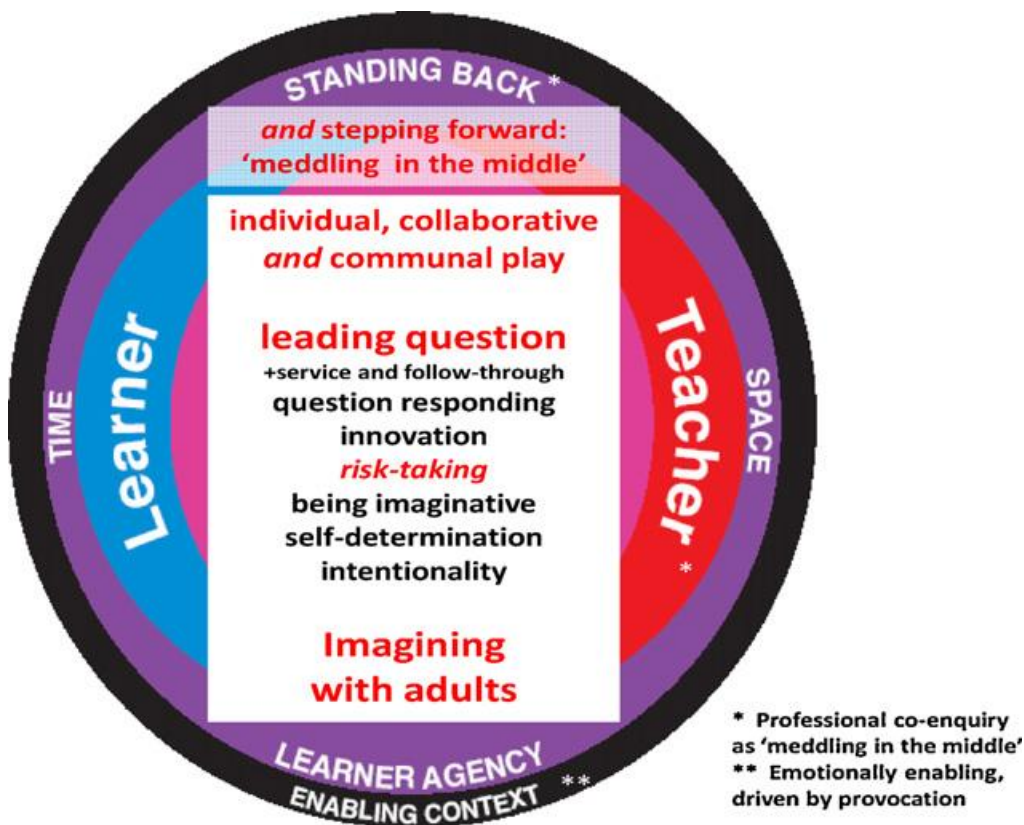 STANDING BACK *
and stepping forward:
‘meddling in the middle’
individual, collaborative
and communal play
leading question
+service and follow-through
question responding
innovation
risk-taking
being imaginative
self-determination
intentionality
Imagining
with adults
TIME
Learner
Teacher *
SPACE
LEARNER AGENCY
ENABLING CONTEXT **
* Professional co-enquiry
as ‘meddling in the middle’
** Emotionally enabling,
driven by provocation